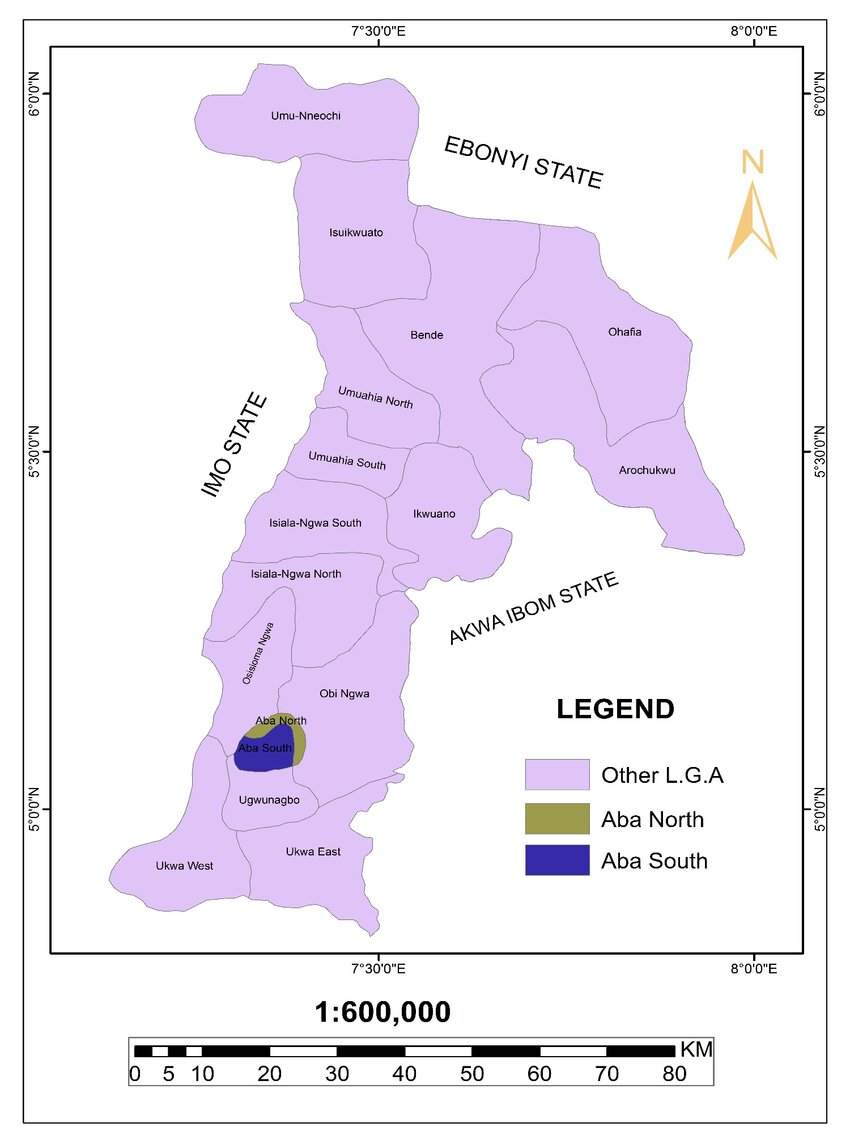 7°30'0"E
8°0'0"E
6°0'0"N
6°0'0"N
Umu-Nneochi
EBONYI STATE
N
Isuikwuato
Ohafia
Bende
Umuahia North
IMO STATE
5°30'0"N
5°30'0"N
Umuahia South
Arochukwu
Ikwuano
Isiala-Ngwa South
Isiala-Ngwa North
AKWA IBOM STATE
Osisioma Ngwa
Obi Ngwa
LEGEND
Aba North
Aba South
Other L.G.A
Ugwunagbo
5°0'0"N
5°0'0"N
Aba North
Ukwa East
Aba South
Ukwa West
7°30'0"E
8°0'0"E
1:600,000
KM
0 5 10 20 30 40 50 60 70 80